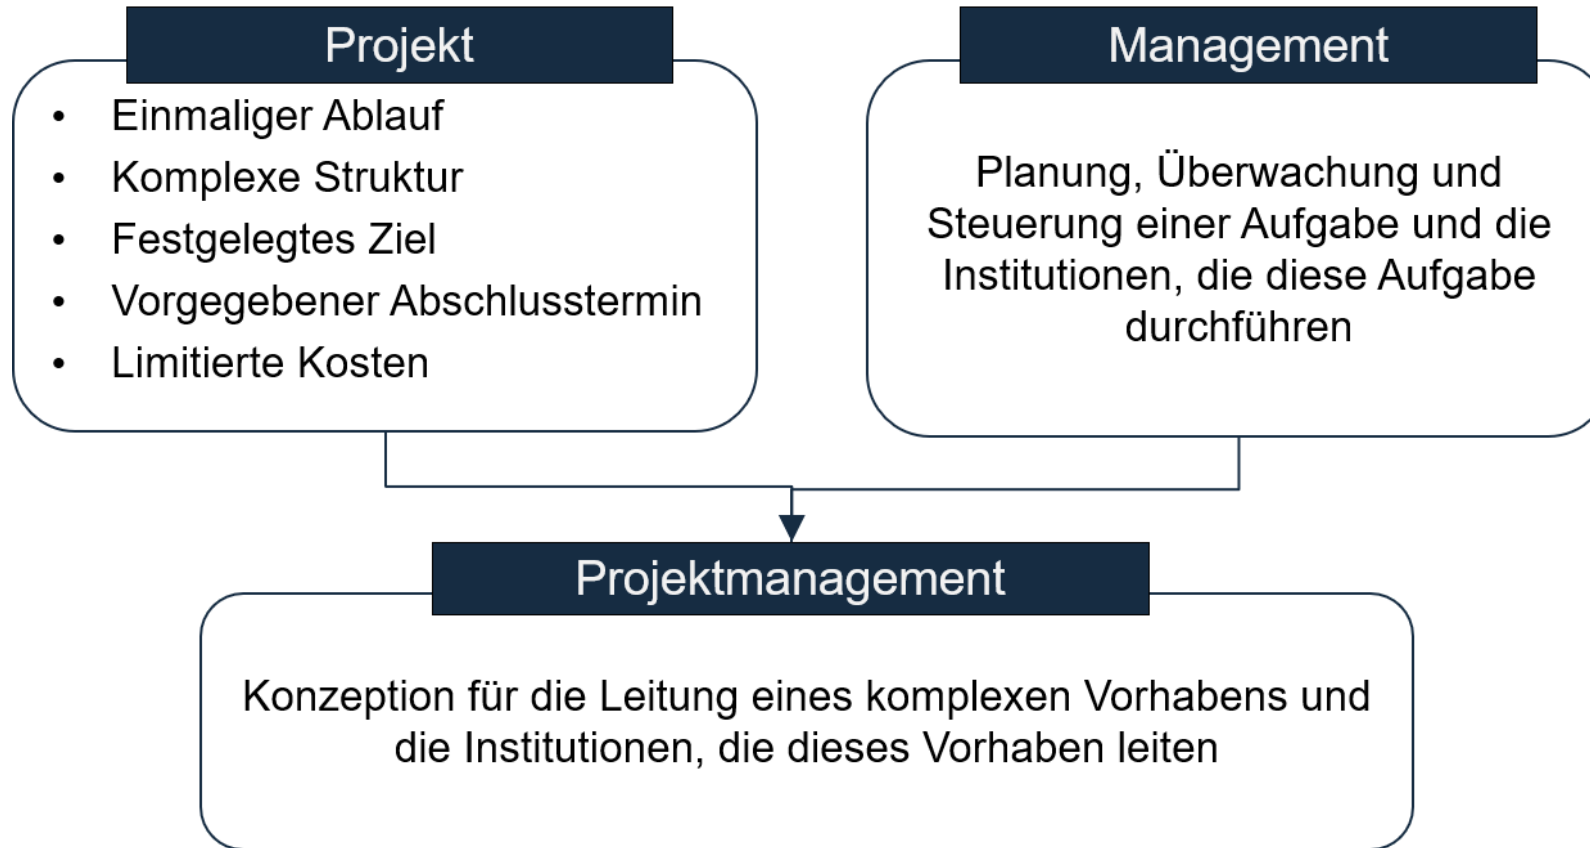 Projekt
• Einmaliger Ablauf
• Komplexe Struktur
• Festgelegtes Ziel
• Vorgegebener Abschlusstermin
• Limitierte Kosten
Management
Planung, Überwachung und
Steuerung einer Aufgabe und die
Institutionen, die diese Aufgabe
durchführen
Projektmanagement
Konzeption für die Leitung eines komplexen Vorhabens und
die Institutionen, die dieses Vorhaben leiten